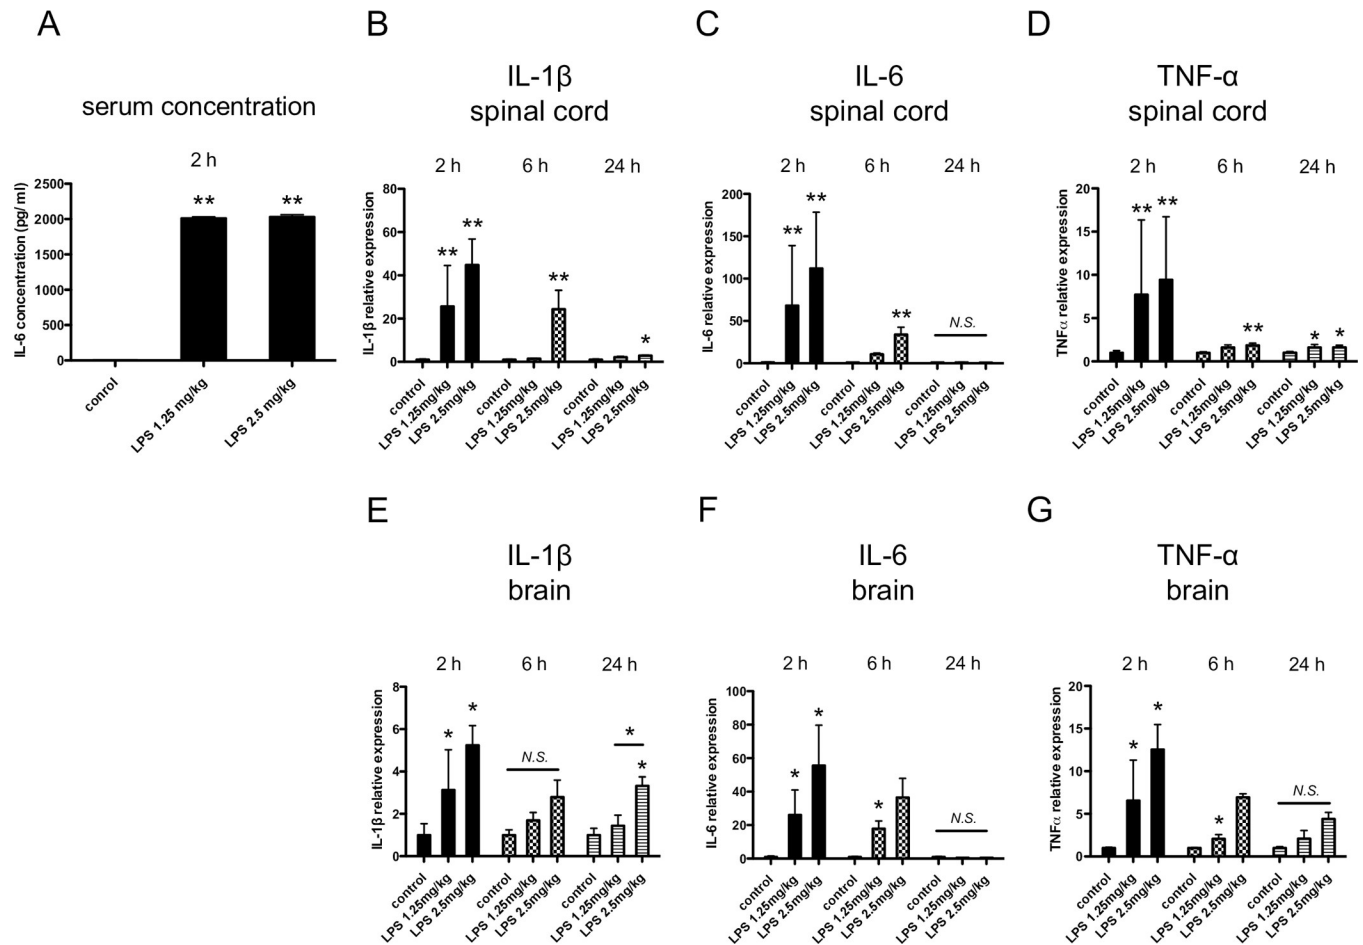 A
serum concentration
2 h
**
**
IL-6 concentration (pg/ ml)
2500
2000
1500
1000
500
0
control
LPS 1.25 mg/kg
LPS 2.5 mg/kg
B
IL-1β
spinal cord
2 h
6 h
24 h
IL-1β relative expression
80
60
40
20
0
**
**
**
*
control
LPS 1.25mg/kg
LPS 2.5mg/kg
control
LPS 1.25mg/kg
LPS 2.5mg/kg
control
LPS 1.25mg/kg
LPS 2.5mg/kg
C
IL-6
spinal cord
2 h
6 h
24 h
IL-6 relative expression
200
150
100
50
0
**
**
**
N.S.
control
LPS 1.25mg/kg
LPS 2.5mg/kg
control
LPS 1.25mg/kg
LPS 2.5mg/kg
control
LPS 1.25mg/kg
LPS 2.5mg/kg
D
TNF-α
spinal cord
2 h
6 h
24 h
TNFα relative expression
20
15
10
5
0
**
**
**
*
*
control
LPS 1.25mg/kg
LPS 2.5mg/kg
control
LPS 1.25mg/kg
LPS 2.5mg/kg
control
LPS 1.25mg/kg
LPS 2.5mg/kg
E
IL-1β
brain
2 h
6 h
24 h
IL-1β relative expression
8
6
4
2
0
*
*
N.S.
*
*
control
LPS 1.25mg/kg
LPS 2.5mg/kg
control
LPS 1.25mg/kg
LPS 2.5mg/kg
control
LPS 1.25mg/kg
LPS 2.5mg/kg
F
IL-6
brain
2 h
6 h
24 h
IL-6 relative expression
100
80
60
40
20
0
*
*
*
N.S.
control
LPS 1.25mg/kg
LPS 2.5mg/kg
control
LPS 1.25mg/kg
LPS 2.5mg/kg
control
LPS 1.25mg/kg
LPS 2.5mg/kg
G
TNF-α
brain
2 h
6 h
24 h
TNFα relative expression
20
15
10
5
0
*
*
*
N.S.
control
LPS 1.25mg/kg
LPS 2.5mg/kg
control
LPS 1.25mg/kg
LPS 2.5mg/kg
control
LPS 1.25mg/kg
LPS 2.5mg/kg